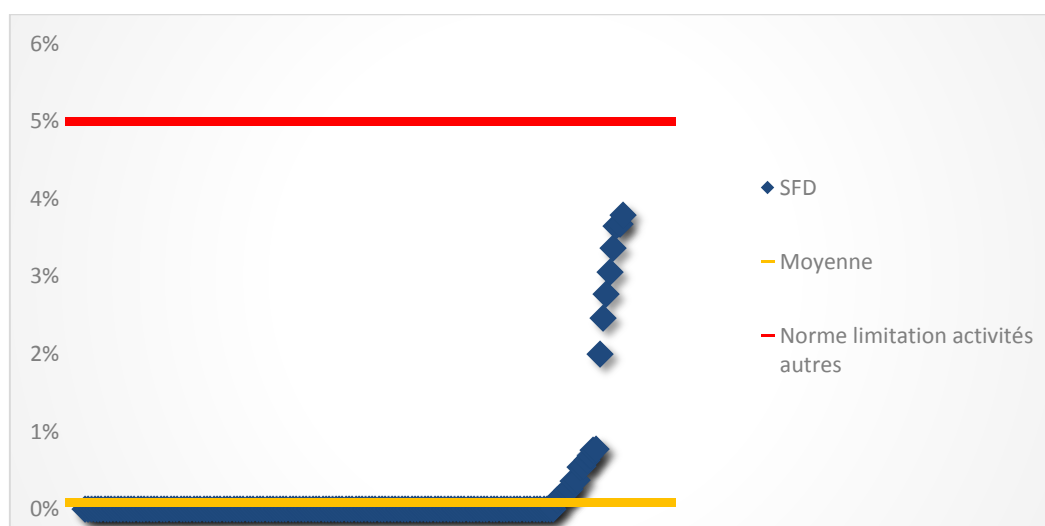 6%
5%
4%
3%
2%
1%
0%
SFD
Moyenne
Norme limitation activités
autres